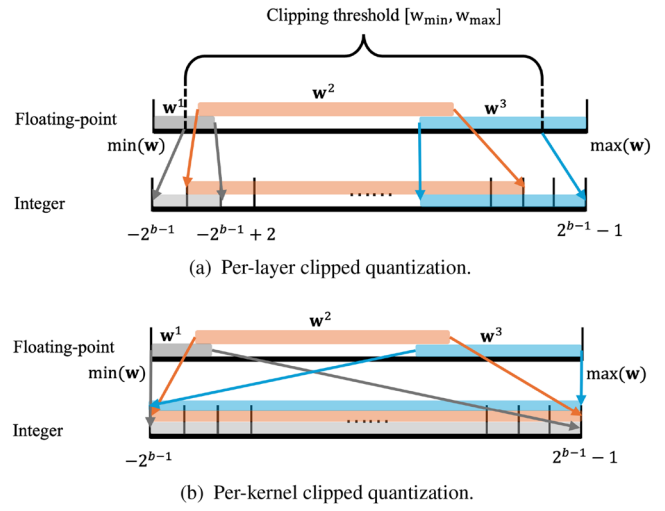 Clipping threshold [w_min, w_max]
w^1 w^2 w^3
Floating-point
min(w) max(w)
Integer ......
−2^{b−1} −2^{b−1} + 2 2^{b−1} − 1
(a) Per-layer clipped quantization.
w^1 w^2 w^3
Floating-point
min(w) max(w)
Integer ......
−2^{b−1} 2^{b−1} − 1
(b) Per-kernel clipped quantization.